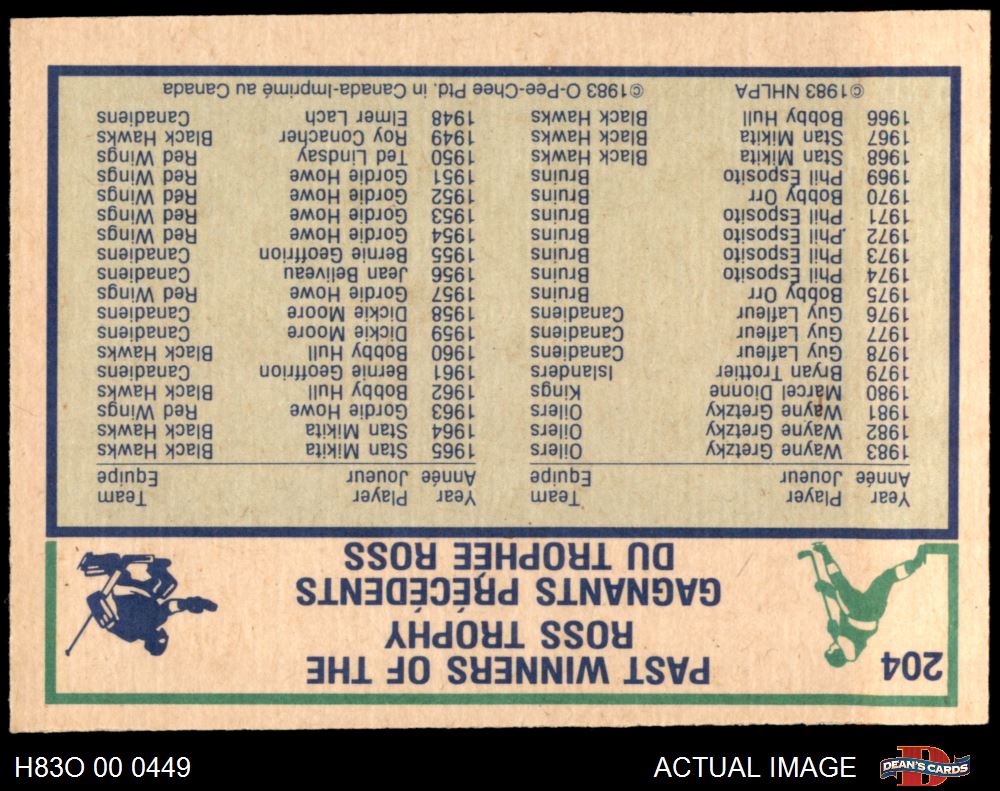 204
PAST WINNERS OF THE
ROSS TROPHY
GAGNANTS PRÉCÉDENTS
DU TROPHÉE ROSS
Year Player Team
Année Joueur Equipe
1983 Wayne Gretzky Oilers
1982 Wayne Gretzky Oilers
1981 Wayne Gretzky Oilers
1980 Marcel Dionne Kings
1979 Bryan Trottier Islanders
1978 Guy Lafleur Canadiens
1977 Guy Lafleur Canadiens
1976 Guy Lafleur Canadiens
1975 Bobby Orr Bruins
1974 Phil Esposito Bruins
1973 Phil Esposito Bruins
1972 Phil Esposito Bruins
1971 Phil Esposito Bruins
1970 Bobby Orr Bruins
1969 Phil Esposito Bruins
1968 Stan Mikita Black Hawks
1967 Stan Mikita Black Hawks
1966 Bobby Hull Black Hawks
Year Player Team
Année Joueur Equipe
1965 Stan Mikita Black Hawks
1964 Stan Mikita Black Hawks
1963 Gordie Howe Red Wings
1962 Bobby Hull Black Hawks
1961 Bernie Geoffrion Canadiens
1960 Bobby Hull Black Hawks
1959 Dickie Moore Canadiens
1958 Dickie Moore Canadiens
1957 Gordie Howe Red Wings
1956 Jean Beliveau Canadiens
1955 Bernie Geoffrion Canadiens
1954 Gordie Howe Red Wings
1953 Gordie Howe Red Wings
1952 Gordie Howe Red Wings
1951 Gordie Howe Red Wings
1950 Ted Lindsay Red Wings
1949 Roy Conacher Black Hawks
1948 Elmer Lach Canadiens
©1983 NHLPA ©1983 O-Pee-Chee Ptd. in Canada-Imprimé au Canada
H83O 00 0449
ACTUAL IMAGE
D
DEAN'S CARDS